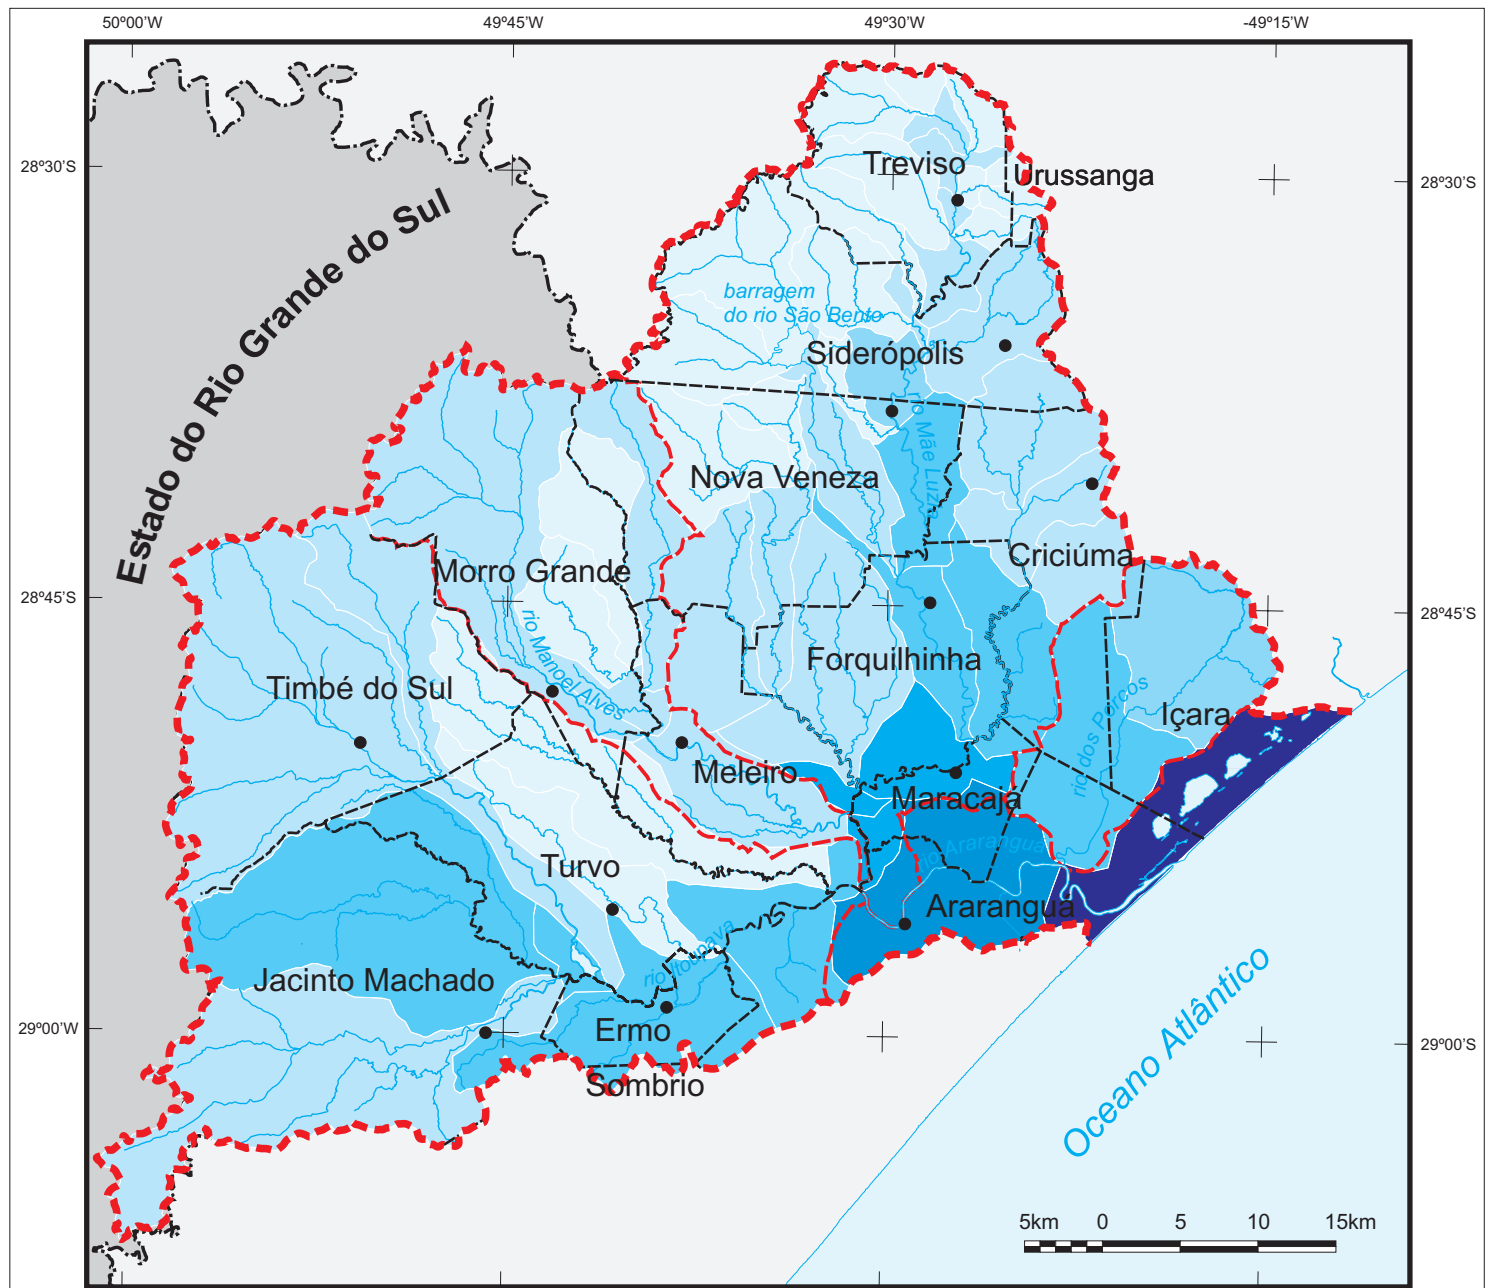 50°00'W
49°45'W
49°30'W
-49°15'W
28°30'S
28°30'S
Treviso
Urussanga
Estado do Rio Grande do Sul
barragem
do rio São Bento
Siderópolis
rio Mãe Luzia
Nova Veneza
Criciúma
Morro Grande
28°45'S
28°45'S
rio Manoel Alves
Forquilhinha
Timbé do Sul
rio dos Porcos
Içara
Meleiro
Maracajá
rio Araranguá
Turvo
Araranguá
rio Itoupava
Jacinto Machado
Ermo
29°00'W
29°00'S
Sombrio
Oceano Atlântico
5km 0 5 10 15km